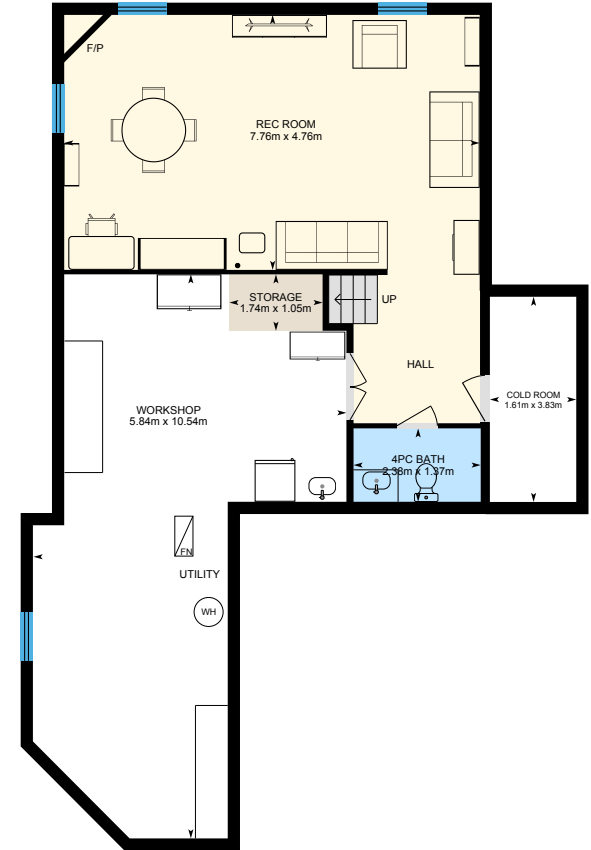 F/P
REC ROOM
7.76m x 4.76m
STORAGE
1.74m x 1.05m
UP
HALL
COLD ROOM
1.61m x 3.83m
WORKSHOP
5.84m x 10.54m
4PC BATH
2.38m x 1.37m
FN
UTILITY
WH